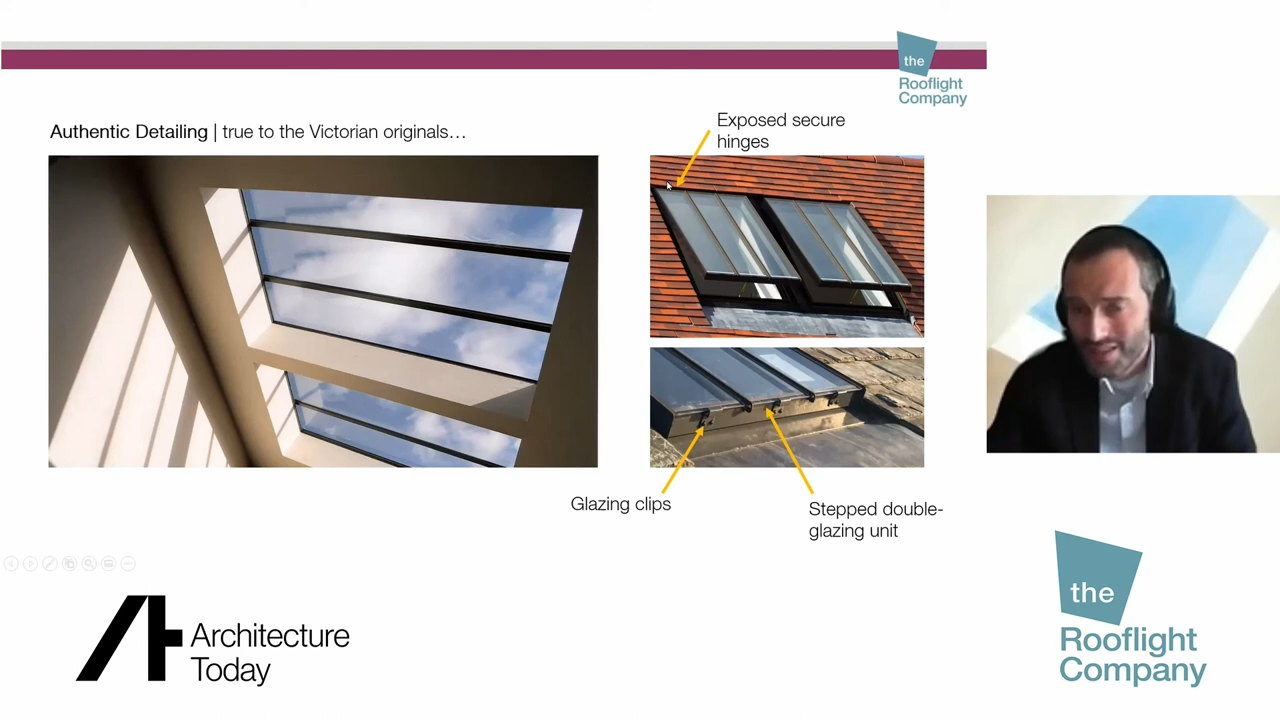 the
Rooflight
Company
Authentic Detailing | true to the Victorian originals…
Exposed secure
hinges
Glazing clips
Stepped double-
glazing unit
Architecture
Today
the
Rooflight
Company